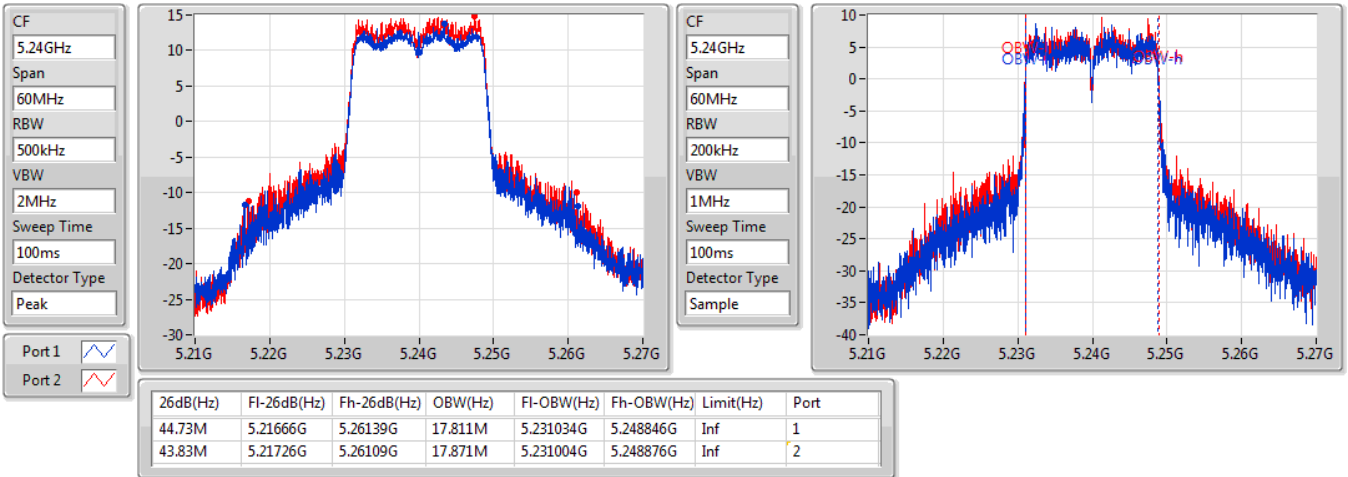 CF
5.24GHz
Span
60MHz
RBW
500kHz
VBW
2MHz
Sweep Time
100ms
Detector Type
Peak
Port 1
Port 2
15
10
5
0
-5
-10
-15
-20
-25
-30
5.21G 5.22G 5.23G 5.24G 5.25G 5.26G 5.27G
CF
5.24GHz
Span
60MHz
RBW
200kHz
VBW
1MHz
Sweep Time
100ms
Detector Type
Sample
10
5
0
-5
-10
-15
-20
-25
-30
-35
-40
OBW-h
5.21G 5.22G 5.23G 5.24G 5.25G 5.26G 5.27G
26dB(Hz) Fl-26dB(Hz) Fh-26dB(Hz) OBW(Hz) Fl-OBW(Hz) Fh-OBW(Hz) Limit(Hz) Port
44.73M 5.21666G 5.26139G 17.811M 5.231034G 5.248846G Inf 1
43.83M 5.21726G 5.26109G 17.871M 5.231004G 5.248876G Inf 2